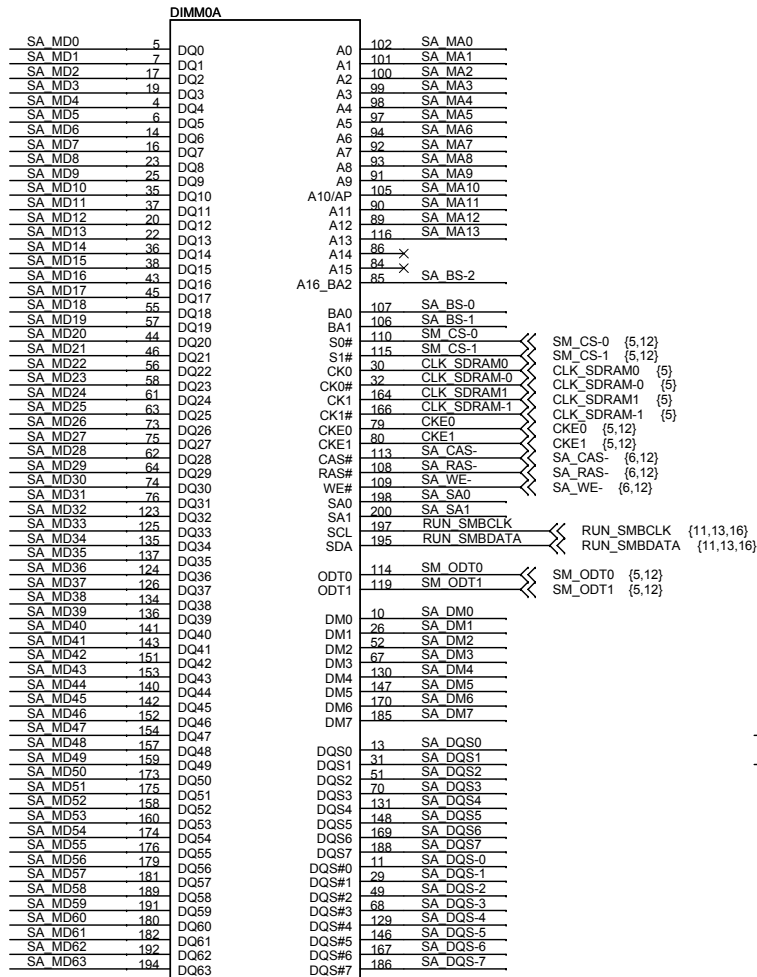 DIMM0A
SA_MD0 5 DQ0 A0 102 SA_MA0
SA_MD1 7 DQ1 A1 101 SA_MA1
SA_MD2 17 DQ2 A2 100 SA_MA2
SA_MD3 19 DQ3 A3 99 SA_MA3
SA_MD4 4 DQ4 A4 98 SA_MA4
SA_MD5 6 DQ5 A5 97 SA_MA5
SA_MD6 14 DQ6 A6 94 SA_MA6
SA_MD7 16 DQ7 A7 92 SA_MA7
SA_MD8 23 DQ8 A8 93 SA_MA8
SA_MD9 25 DQ9 A9 91 SA_MA9
SA_MD10 35 DQ10 A10/AP 105 SA_MA10
SA_MD11 37 DQ11 A11 90 SA_MA11
SA_MD12 20 DQ12 A12 89 SA_MA12
SA_MD13 22 DQ13 A13 116 SA_MA13
SA_MD14 36 DQ14 A14 86
SA_MD15 38 DQ15 A15 84
SA_MD16 43 DQ16 A16_BA2 85 SA_BS-2
SA_MD17 45 DQ17
SA_MD18 55 DQ18 BA0 107 SA_BS-0
SA_MD19 57 DQ19 BA1 106 SA_BS-1
SA_MD20 44 DQ20 S0# 110 SM_CS-0 SM_CS-0 {5,12}
SA_MD21 46 DQ21 S1# 115 SM_CS-1 SM_CS-1 {5,12}
SA_MD22 56 DQ22 CK0 30 CLK_SDRAM0 CLK_SDRAM0 {5}
SA_MD23 58 DQ23 CK0# 32 CLK_SDRAM-0 CLK_SDRAM-0 {5}
SA_MD24 61 DQ24 CK1 164 CLK_SDRAM1 CLK_SDRAM1 {5}
SA_MD25 63 DQ25 CK1# 166 CLK_SDRAM-1 CLK_SDRAM-1 {5}
SA_MD26 73 DQ26 CKE0 79 CKE0 CKE0 {5,12}
SA_MD27 75 DQ27 CKE1 80 CKE1 CKE1 {5,12}
SA_MD28 62 DQ28 CAS# 113 SA_CAS- SA_CAS- {6,12}
SA_MD29 64 DQ29 RAS# 108 SA_RAS- SA_RAS- {6,12}
SA_MD30 74 DQ30 WE# 109 SA_WE- SA_WE- {6,12}
SA_MD31 76 DQ31 SA0 198 SA_SA0
SA_MD32 123 DQ32 SA1 200 SA_SA1
SA_MD33 125 DQ33 SCL 197 RUN_SMBCLK RUN_SMBCLK {11,13,16}
SA_MD34 135 DQ34 SDA 195 RUN_SMBDATA RUN_SMBDATA {11,13,16}
SA_MD35 137 DQ35
SA_MD36 124 DQ36 ODT0 114 SM_ODT0 SM_ODT0 {5,12}
SA_MD37 126 DQ37 ODT1 119 SM_ODT1 SM_ODT1 {5,12}
SA_MD38 134 DQ38
SA_MD39 136 DQ39 DM0 10 SA_DM0
SA_MD40 141 DQ40 DM1 26 SA_DM1
SA_MD41 143 DQ41 DM2 52 SA_DM2
SA_MD42 151 DQ42 DM3 67 SA_DM3
SA_MD43 153 DQ43 DM4 130 SA_DM4
SA_MD44 140 DQ44 DM5 147 SA_DM5
SA_MD45 142 DQ45 DM6 170 SA_DM6
SA_MD46 152 DQ46 DM7 185 SA_DM7
SA_MD47 154 DQ47
SA_MD48 157 DQ48 DQS0 13 SA_DQS0
SA_MD49 159 DQ49 DQS1 31 SA_DQS1
SA_MD50 173 DQ50 DQS2 51 SA_DQS2
SA_MD51 175 DQ51 DQS3 70 SA_DQS3
SA_MD52 158 DQ52 DQS4 131 SA_DQS4
SA_MD53 160 DQ53 DQS5 148 SA_DQS5
SA_MD54 174 DQ54 DQS6 169 SA_DQS6
SA_MD55 176 DQ55 DQS7 188 SA_DQS7
SA_MD56 179 DQ56 DQS#0 11 SA_DQS-0
SA_MD57 181 DQ57 DQS#1 29 SA_DQS-1
SA_MD58 189 DQ58 DQS#2 49 SA_DQS-2
SA_MD59 191 DQ59 DQS#3 68 SA_DQS-3
SA_MD60 180 DQ60 DQS#4 129 SA_DQS-4
SA_MD61 182 DQ61 DQS#5 146 SA_DQS-5
SA_MD62 192 DQ62 DQS#6 167 SA_DQS-6
SA_MD63 194 DQ63 DQS#7 186 SA_DQS-7